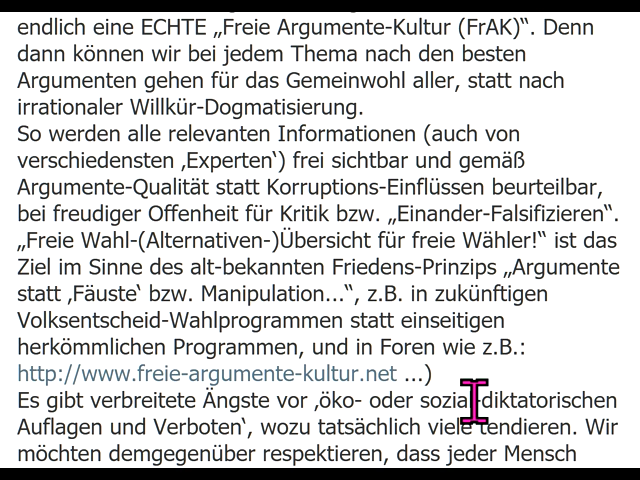 endlich eine ECHTE „Freie Argumente-Kultur (FrAK)“. Denn
dann können wir bei jedem Thema nach den besten
Argumenten gehen für das Gemeinwohl aller, statt nach
irrationaler Willkür-Dogmatisierung.
So werden alle relevanten Informationen (auch von
verschiedensten ‚Experten‘) frei sichtbar und gemäß
Argumente-Qualität statt Korruptions-Einflüssen beurteilbar,
bei freudiger Offenheit für Kritik bzw. „Einander-Falsifizieren“.
„Freie Wahl-(Alternativen-)Übersicht für freie Wähler!“ ist das
Ziel im Sinne des alt-bekannten Friedens-Prinzips „Argumente
statt ‚Fäuste‘ bzw. Manipulation...“, z.B. in zukünftigen
Volksentscheid-Wahlprogrammen statt einseitigen
herkömmlichen Programmen, und in Foren wie z.B.:
http://www.freie-argumente-kultur.net ...)
Es gibt verbreitete Ängste vor ‚öko- oder sozial-diktatorischen
Auflagen und Verboten‘, wozu tatsächlich viele tendieren. Wir
möchten demgegenüber respektieren, dass jeder Mensch